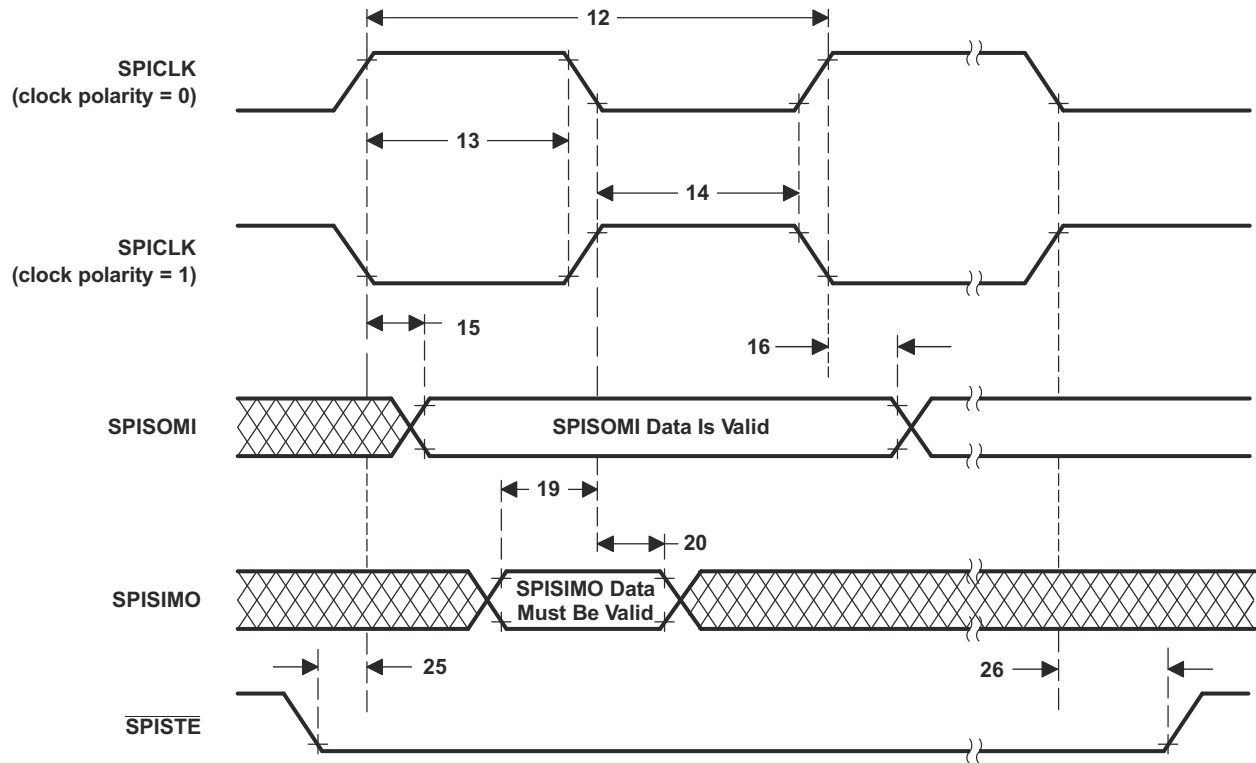 12
SPICLK
(clock polarity = 0)
13
14
SPICLK
(clock polarity = 1)
15
16
SPISOMI
SPISOMI Data Is Valid
19
20
SPISIMO
SPISIMO Data
Must Be Valid
25
26
SPISTE